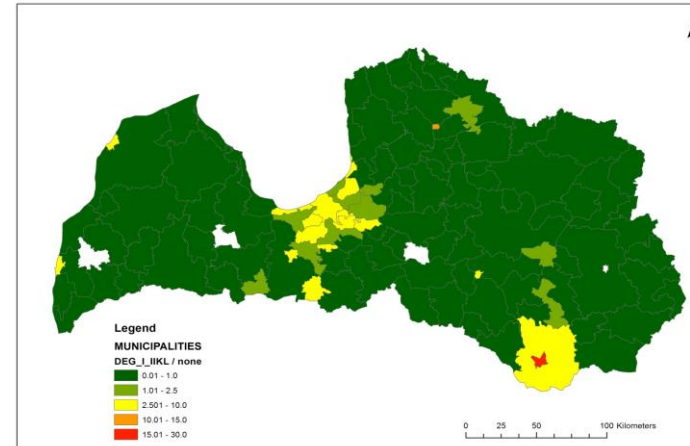 Legend
MUNICIPALITIES
DEG_I_IIKL / none
0.01 - 1.0
1.01 - 2.5
2.501 - 10.0
10.01 - 15.0
15.01 - 30.0
0 25 50 100 Kilometers